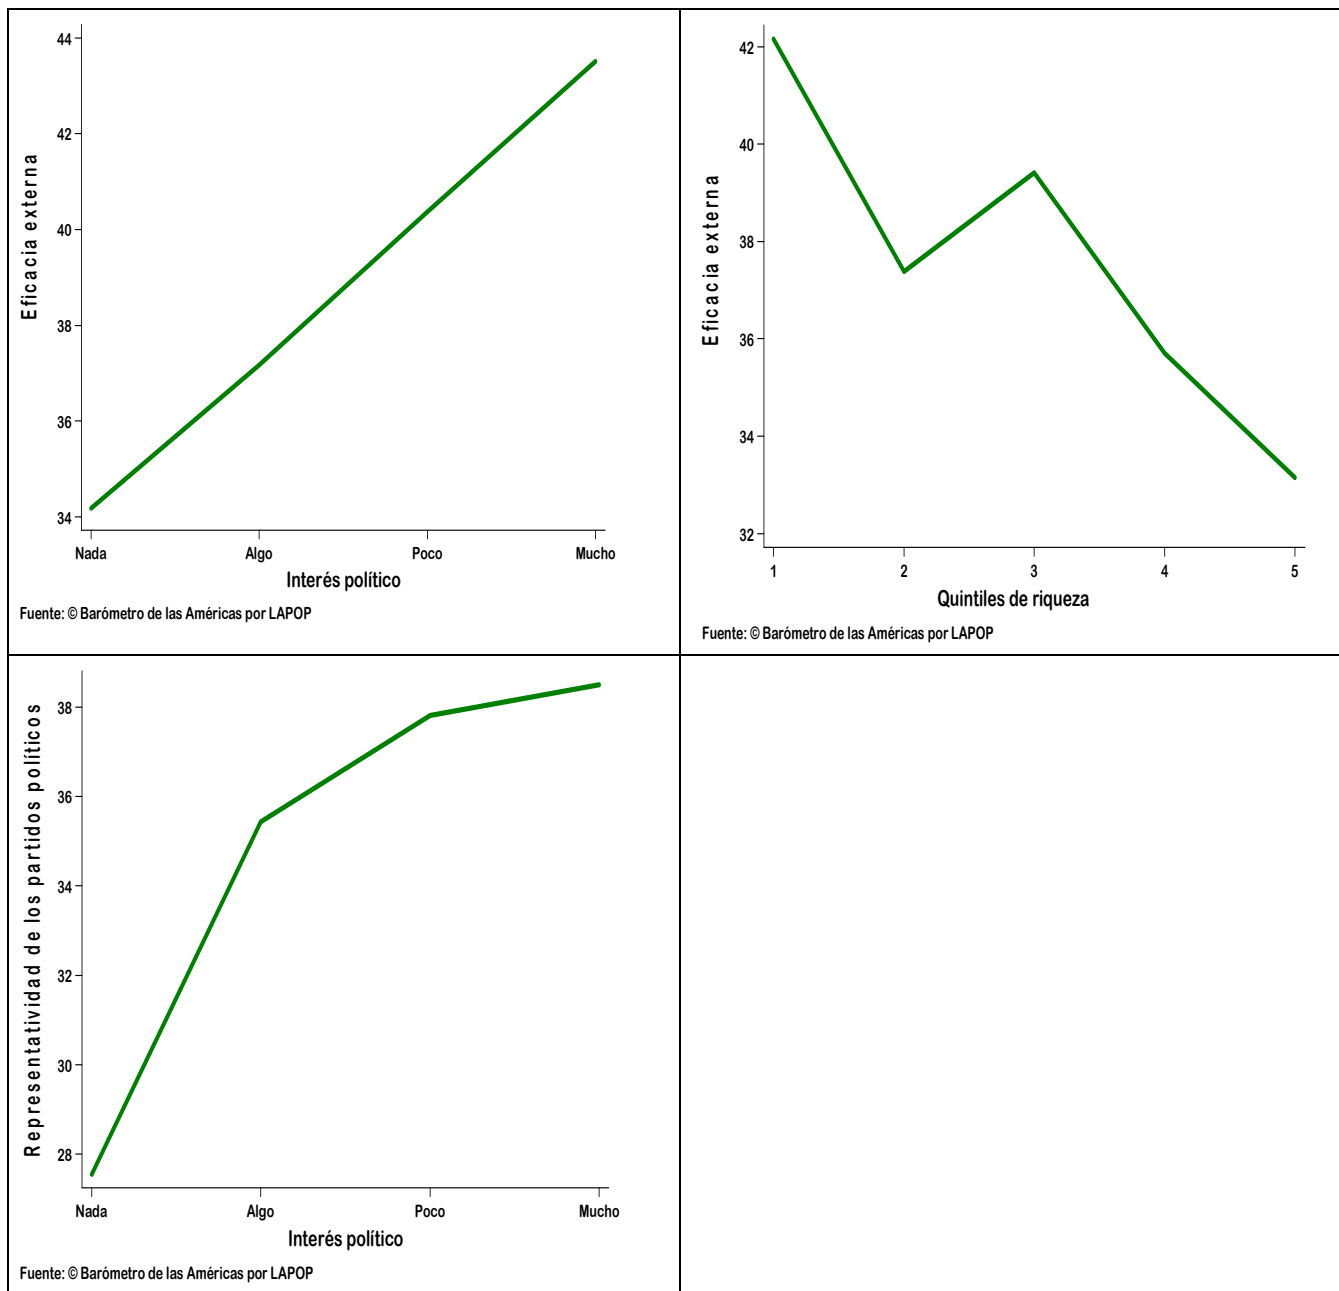 Eficacia externa
44
42
40
38
36
34
Nada Algo Poco Mucho
Interés político
Fuente: © Barómetro de las Américas por LAPOP
Eficacia externa
42
40
38
36
34
32
1 2 3 4 5
Quintiles de riqueza
Fuente: © Barómetro de las Américas por LAPOP
Representatividad de los partidos políticos
38
36
34
32
30
28
Nada Algo Poco Mucho
Interés político
Fuente: © Barómetro de las Américas por LAPOP